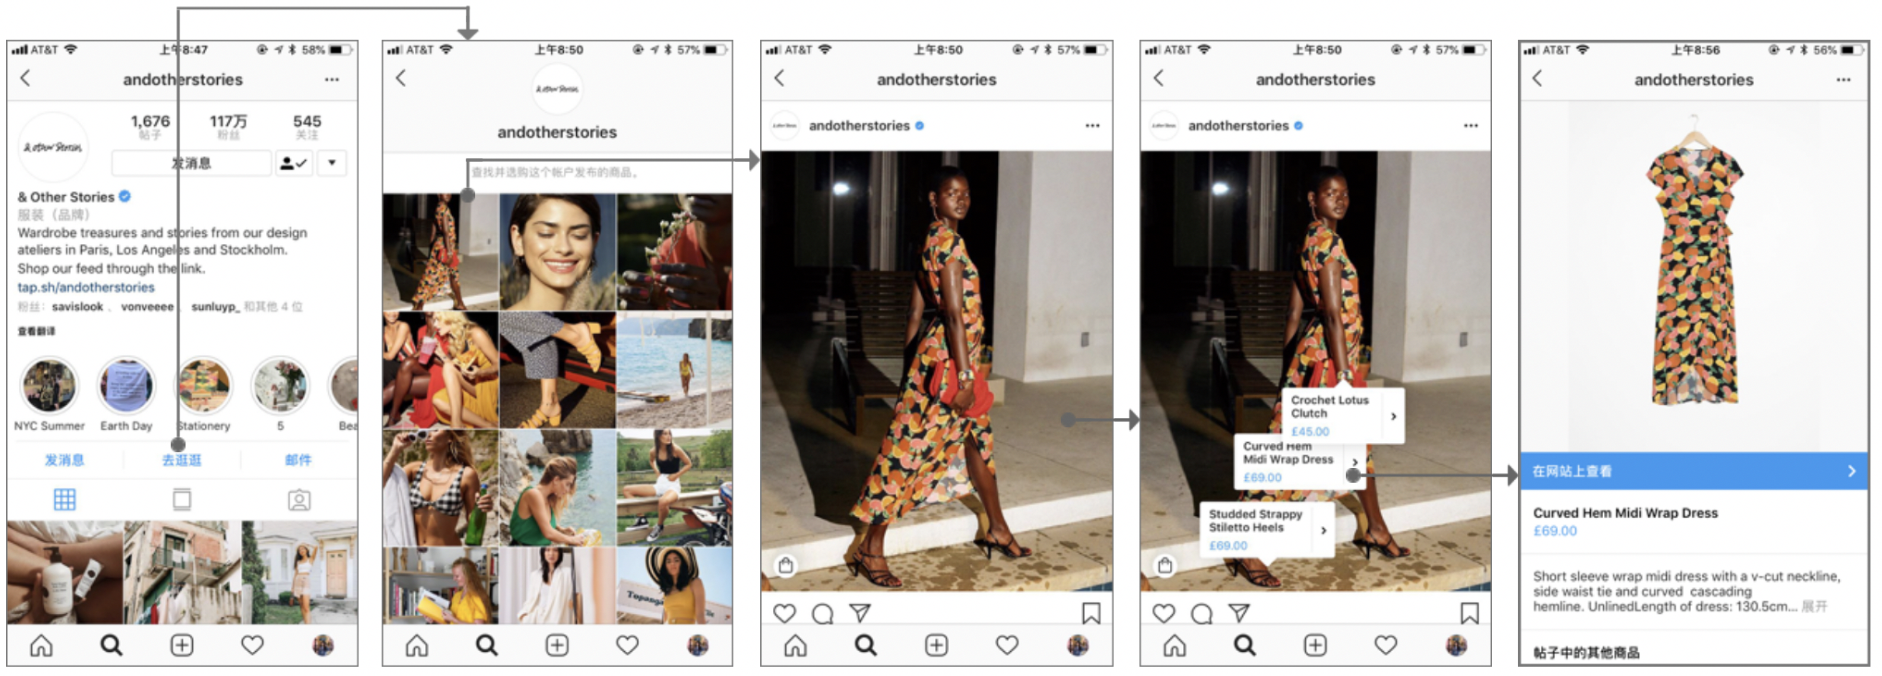 AT&T 上午8:47 58%
andotherstories
& other Stories
1,676 117万 545
帖子 粉丝 关注
发消息
& Other Stories
服装（品牌）
Wardrobe treasures and stories from our design
ateliers in Paris, Los Angeles and Stockholm.
Shop our feed through the link.
tap.sh/andotherstories
粉丝： savislook 、 vonveeee 、 sunluyp_ 和其他 4 位
查看翻译
NYC Summer Earth Day Stationery 5 Bea
发消息 去逛逛 邮件
AT&T 上午8:50 57%
& other Stories
andotherstories
查找并选购这个帐户发布的商品。
AT&T 上午8:50 57%
andotherstories
andotherstories
AT&T 上午8:50 57%
andotherstories
andotherstories
Crochet Lotus
Clutch
£45.00
Curved Hem
Midi Wrap Dress
£69.00
Studded Strappy
Stiletto Heels
£69.00
AT&T 上午8:56 56%
andotherstories
在网站上查看
Curved Hem Midi Wrap Dress
£69.00
Short sleeve wrap midi dress with a v-cut neckline,
side waist tie and curved cascading
hemline. UnlinedLength of dress: 130.5cm... 展开
帖子中的其他商品